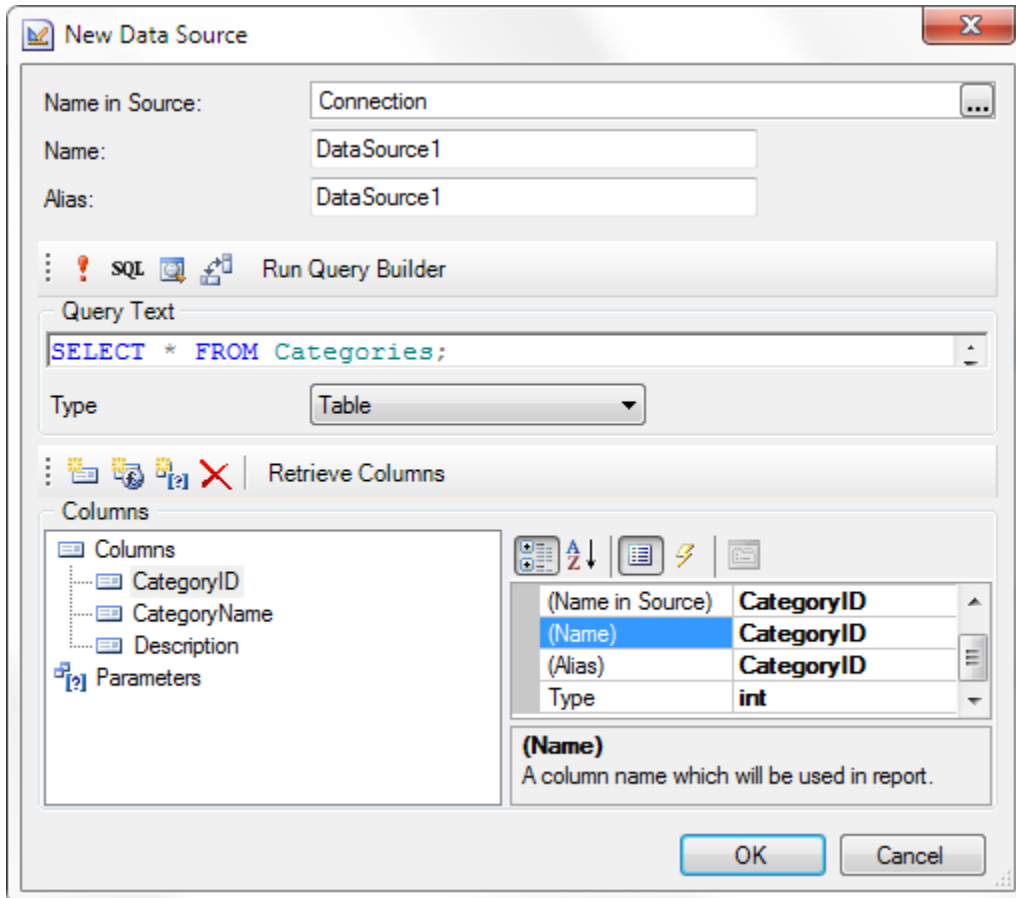 New Data Source
Name in Source: Connection ...
Name: DataSource1
Alias: DataSource1
SQL Run Query Builder
Query Text
SELECT * FROM Categories;
Type Table
Retrieve Columns
Columns
Columns
CategoryID
CategoryName
Description
Parameters
(Name in Source) CategoryID
(Name) CategoryID
(Alias) CategoryID
Type int
(Name)
A column name which will be used in report.
OK Cancel